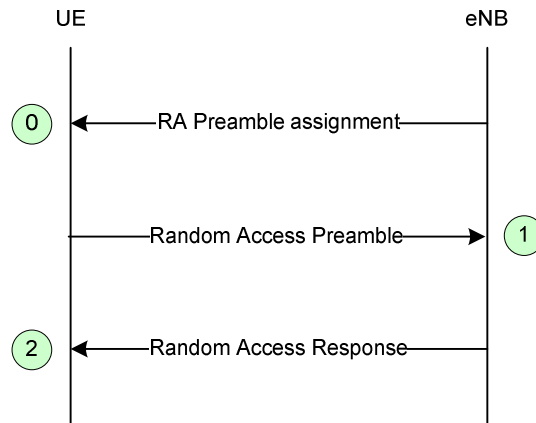 UE
eNB
0
RA Preamble assignment
Random Access Preamble
1
2
Random Access Response